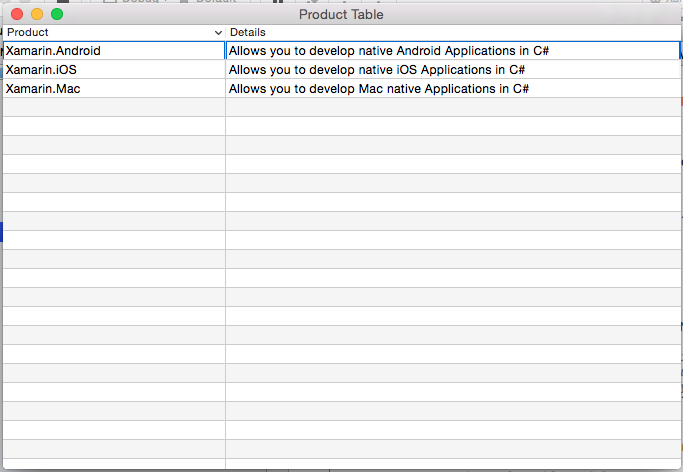 Product Table
Product Details
Xamarin.Android Allows you to develop native Android Applications in C#
Xamarin.iOS Allows you to develop native iOS Applications in C#
Xamarin.Mac Allows you to develop Mac native Applications in C#